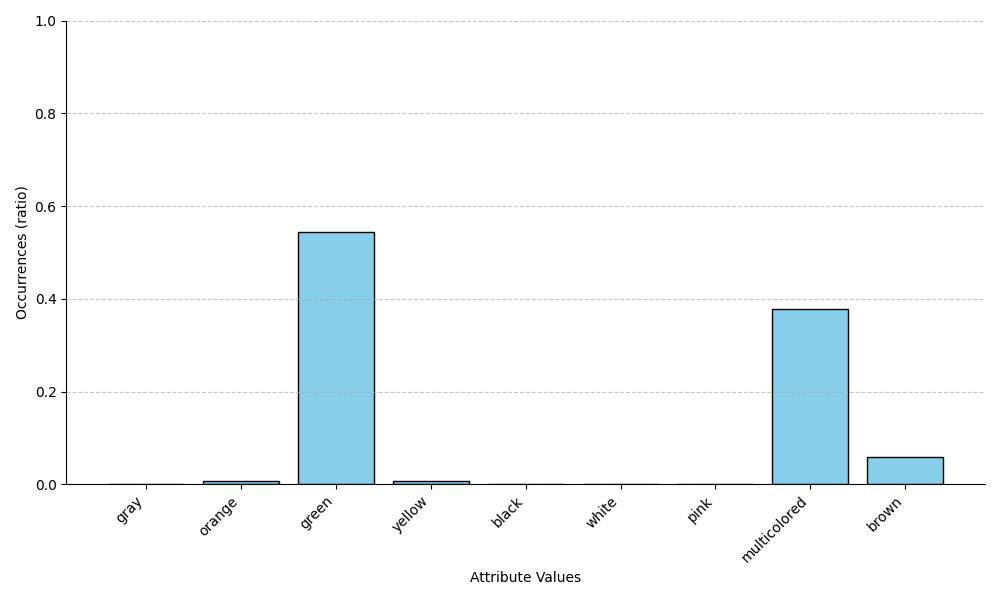 1.0
0.8
0.6
0.4
0.2
0.0
Occurrences (ratio)
gray
orange
green
yellow
black
white
pink
multicolored
brown
Attribute Values